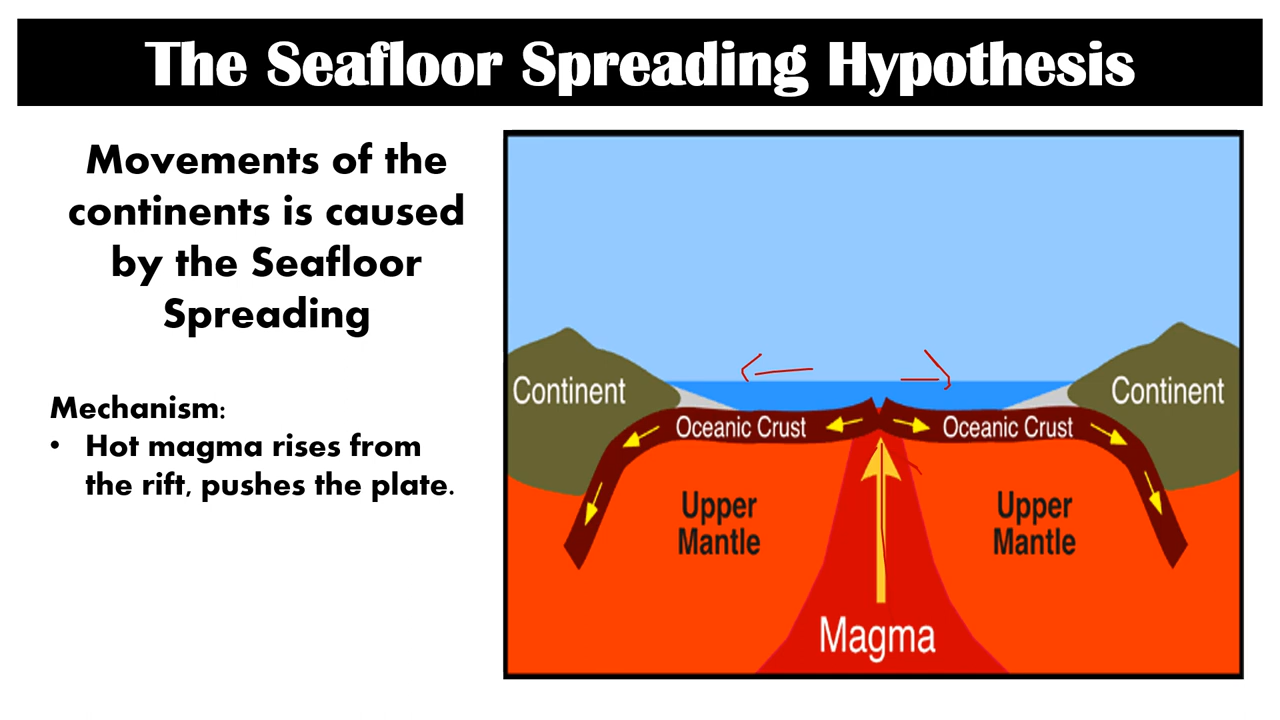 The Seafloor Spreading Hypothesis
Movements of the
continents is caused
by the Seafloor
Spreading
Mechanism:
• Hot magma rises from
the rift, pushes the plate.
Continent
Continent
Oceanic Crust
Oceanic Crust
Upper
Mantle
Upper
Mantle
Magma